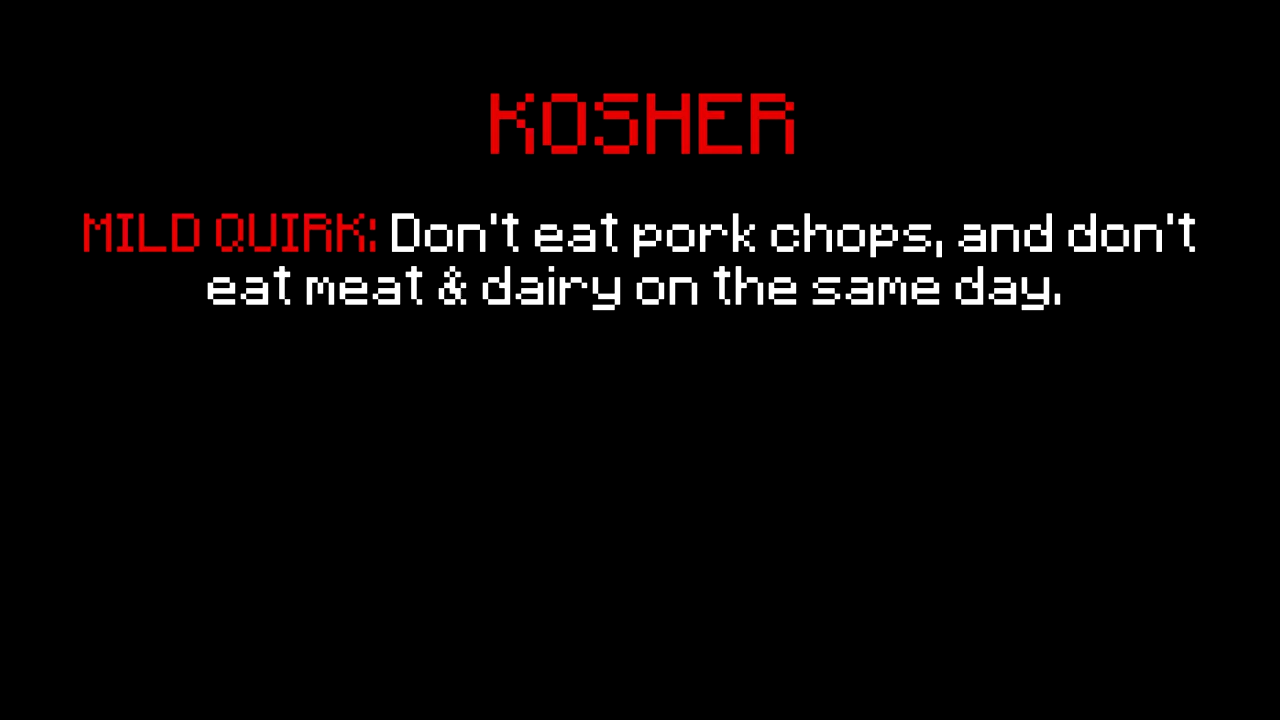 KOSHER
MILD QUIRK: Don't eat pork chops, and don't
eat meat & dairy on the same day.